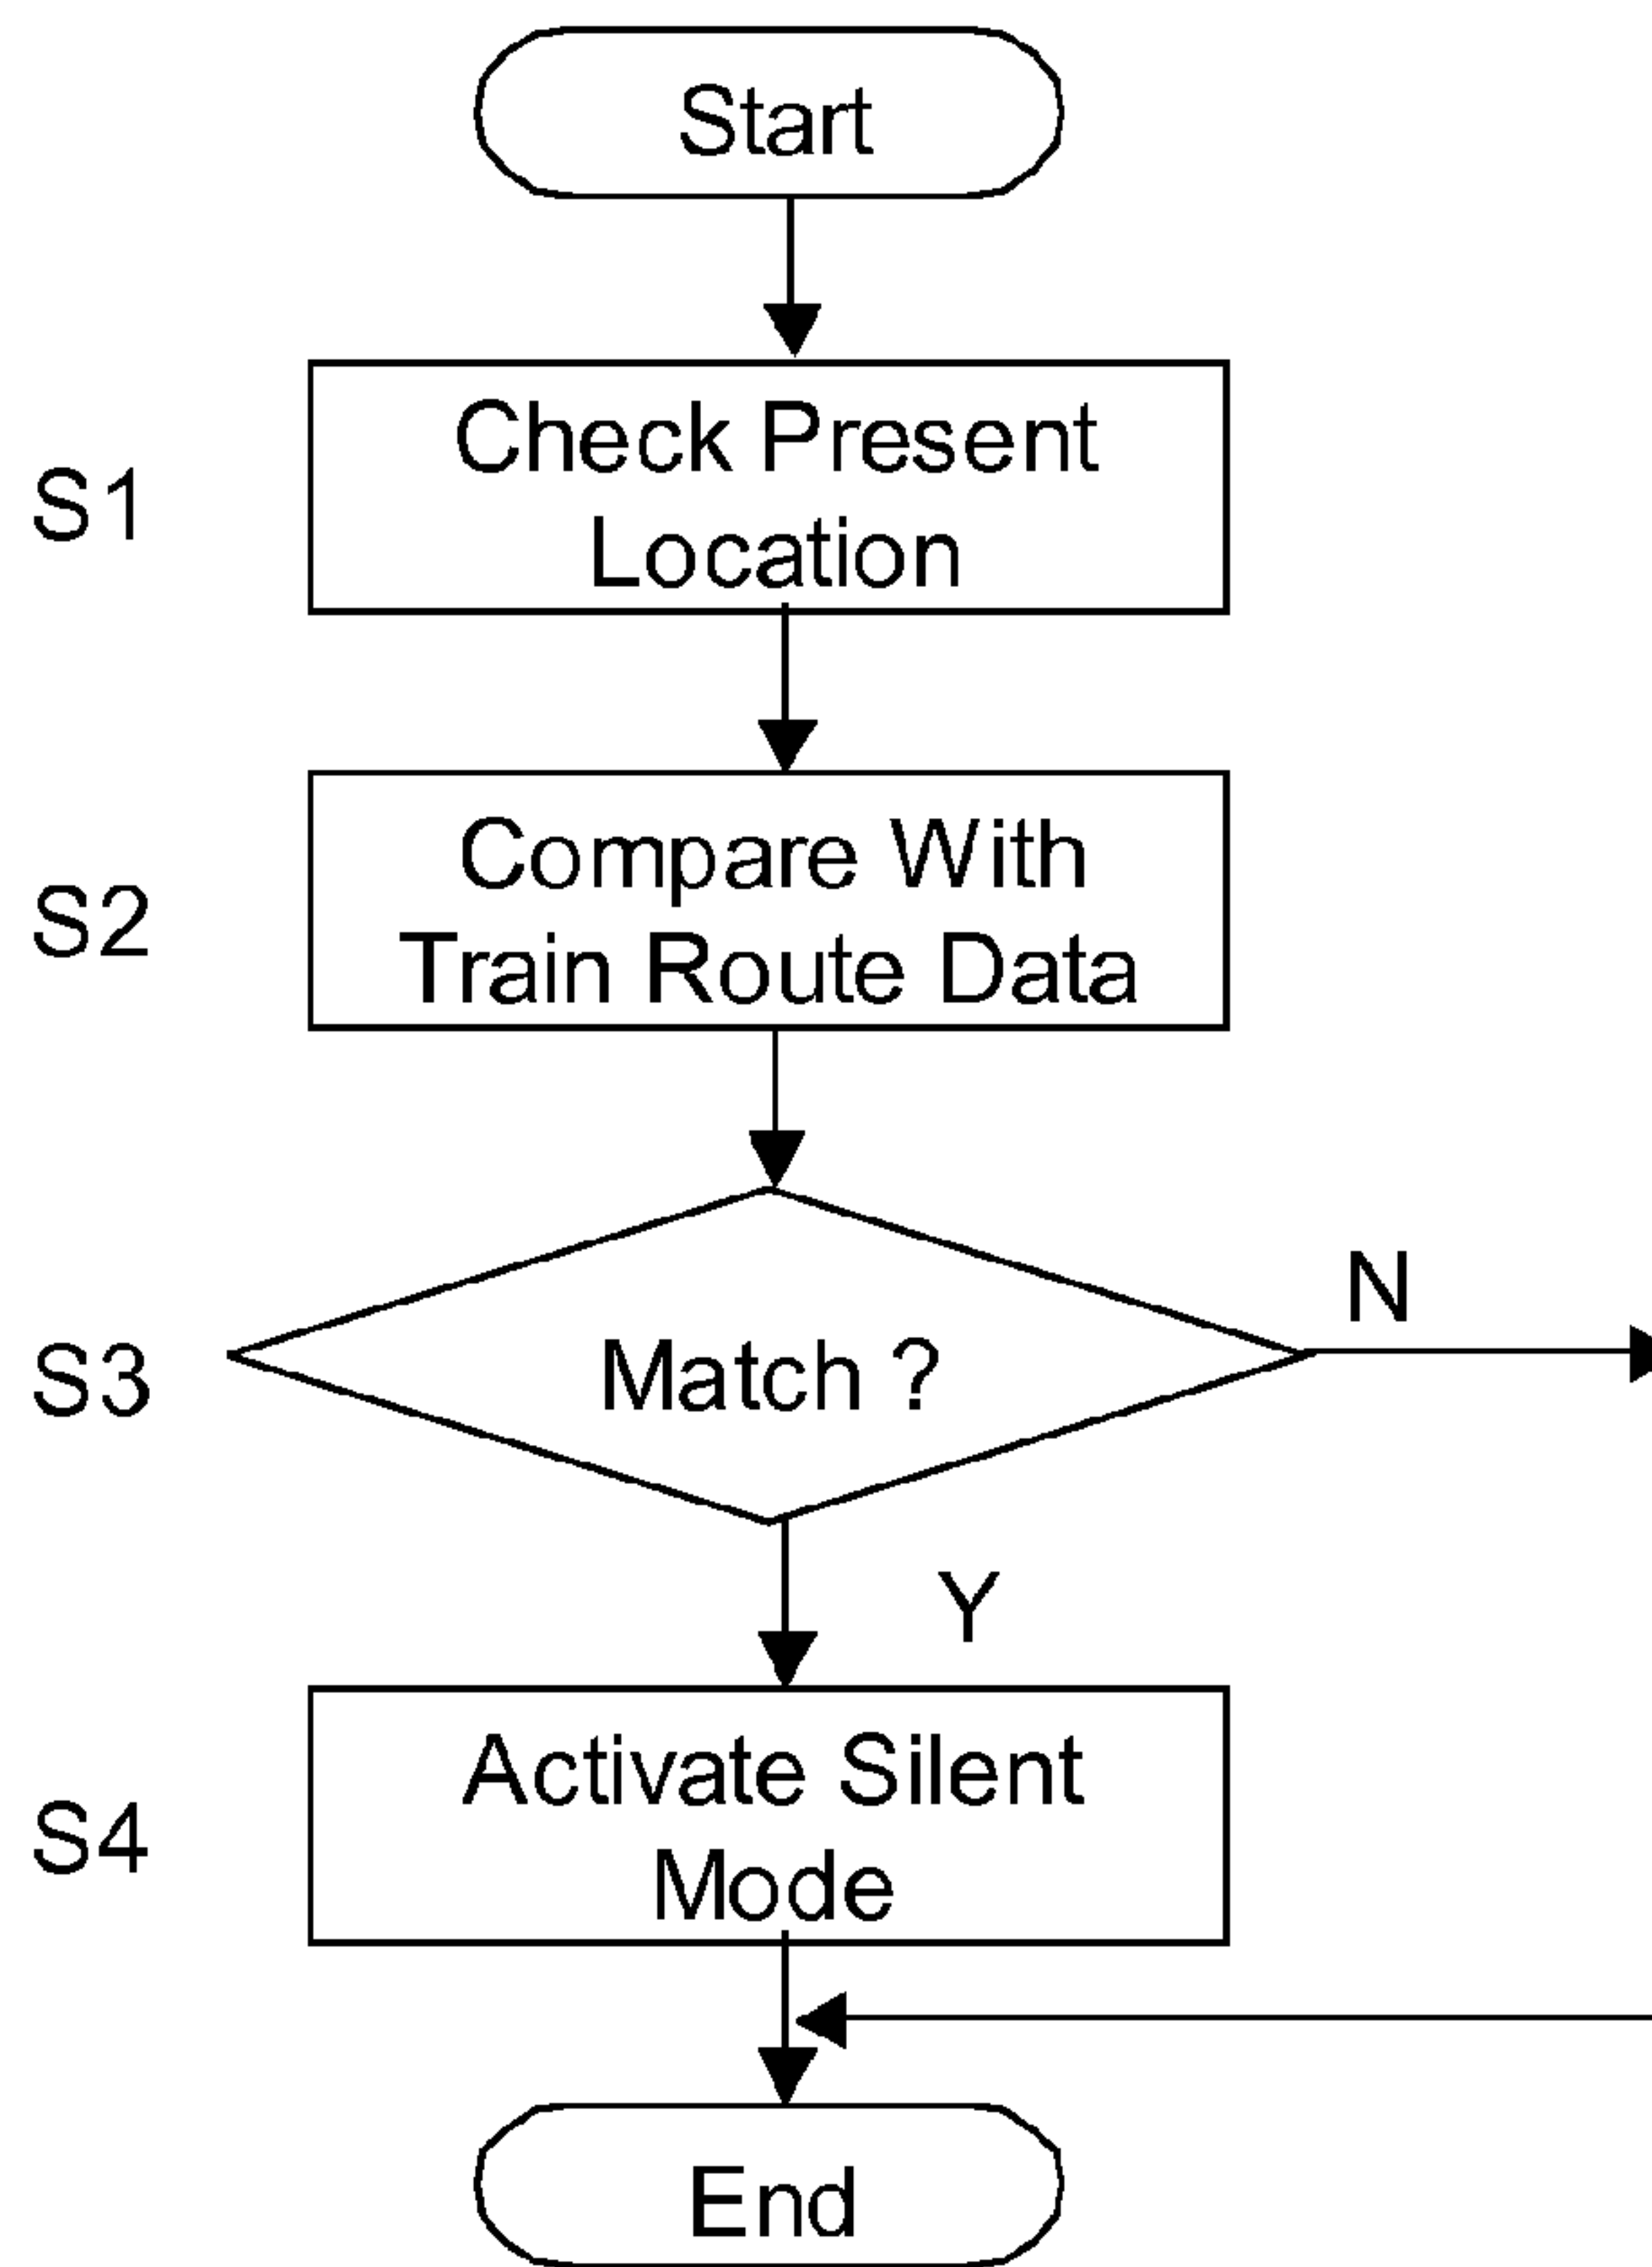 Start
S1
Check Present
Location
S2
Compare With
Train Route Data
S3
Match ?
N
Y
S4
Activate Silent
Mode
End